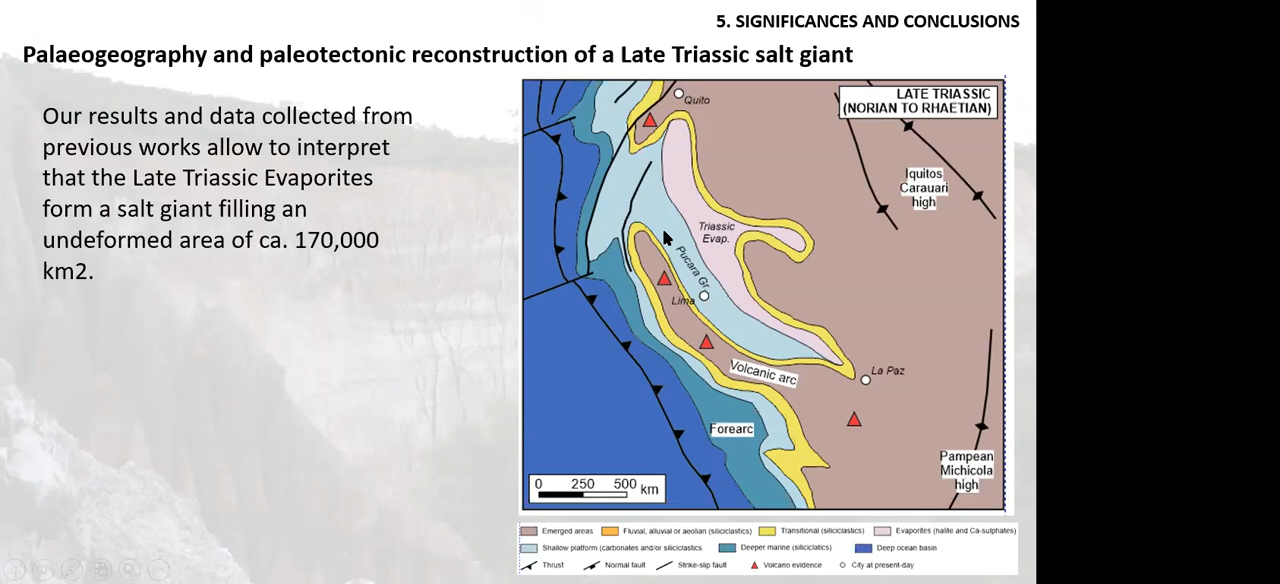 5. SIGNIFICANCES AND CONCLUSIONS
Palaeogeography and paleotectonic reconstruction of a Late Triassic salt giant
Our results and data collected from
previous works allow to interpret
that the Late Triassic Evaporites
form a salt giant filling an
undeformed area of ca. 170,000
km2.
LATE TRIASSIC
(NORIAN TO RHAETIAN)
Quito
Iquitos
Carauari
high
Triassic
Evap.
Pucara Gr.
Lima
Volcanic arc
La Paz
Forearc
Pampean
Michicola
high
0 250 500 km
Emerged areas Fluvial, alluvial or aeolian (siliciclastics) Transitional (siliciclastics) Evaporites (halite and Ca-sulphates)
Shallow platform (carbonates and/or siliciclastics Deeper marine (siliciclatics) Deep ocean basin
Thrust Normal fault Strike-slip fault Volcano evidence City at present-day